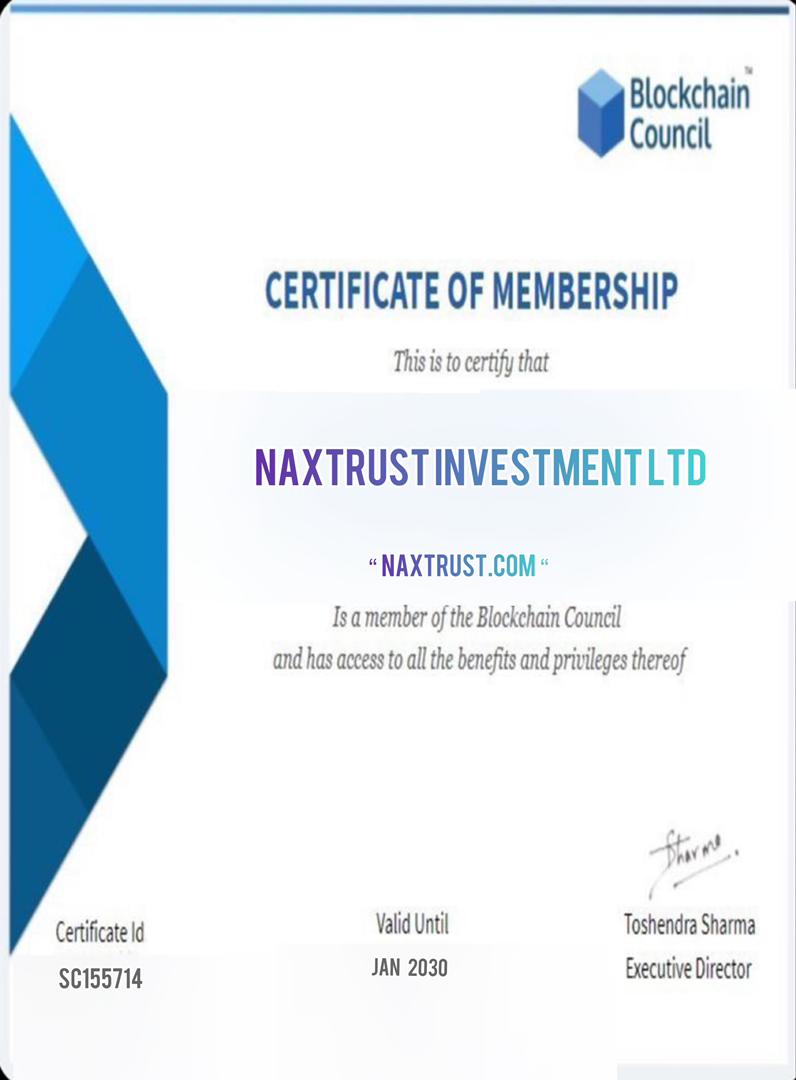 Blockchain™
Council
CERTIFICATE OF MEMBERSHIP
This is to certify that
NAXTRUST INVESTMENT LTD
“ NAXTRUST.COM “
Is a member of the Blockchain Council
and has access to all the benefits and privileges thereof
Sharma.
Certificate Id
Valid Until
Toshendra Sharma
SC155714
JAN 2030
Executive Director